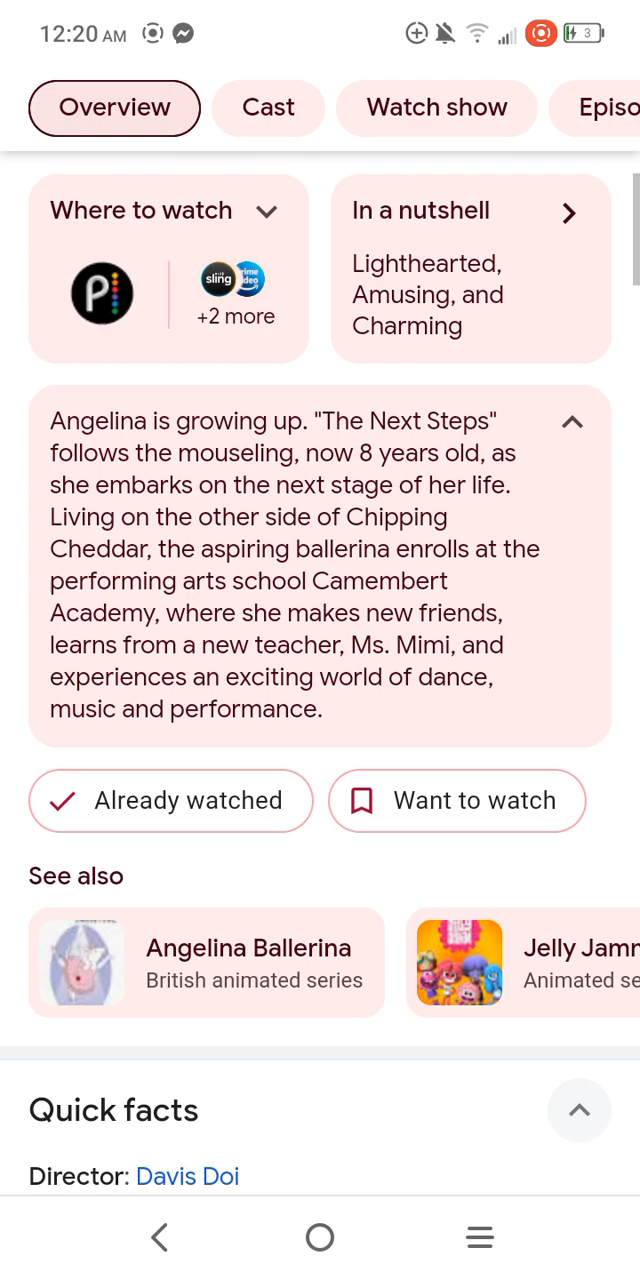 12:20 AM
3
Overview
Cast
Watch show
Episo
Where to watch
sling
+2 more
In a nutshell
Lighthearted,
Amusing, and
Charming
Angelina is growing up. "The Next Steps"
follows the mouseling, now 8 years old, as
she embarks on the next stage of her life.
Living on the other side of Chipping
Cheddar, the aspiring ballerina enrolls at the
performing arts school Camembert
Academy, where she makes new friends,
learns from a new teacher, Ms. Mimi, and
experiences an exciting world of dance,
music and performance.
Already watched
Want to watch
See also
Angelina Ballerina
British animated series
Jelly Jamm
Animated se
Quick facts
Director: Davis Doi